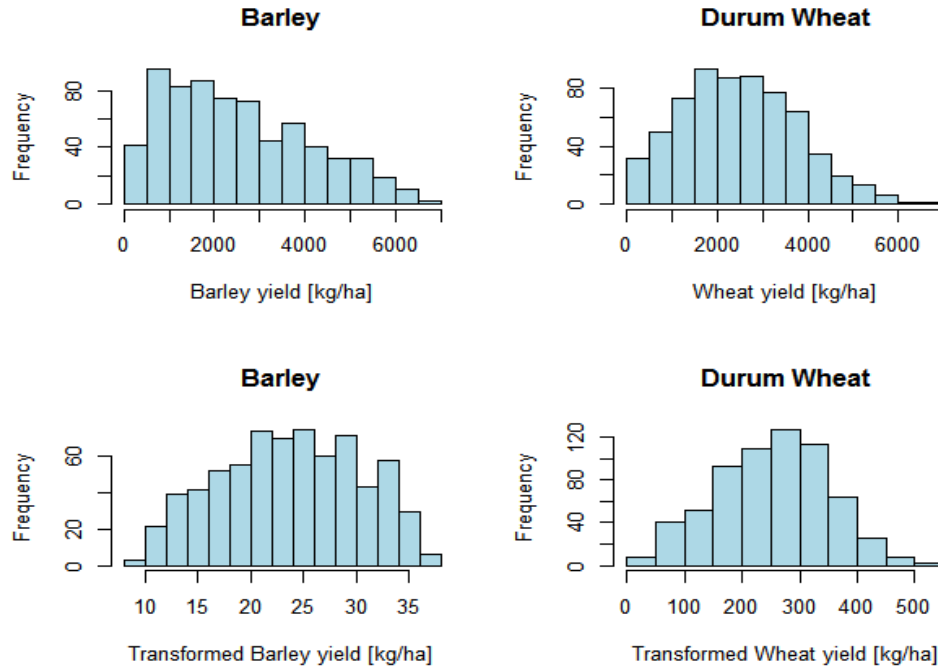 Barley
Frequency
0 40 80
0 2000 4000 6000
Barley yield [kg/ha]
Durum Wheat
Frequency
0 40 80
0 2000 4000 6000
Wheat yield [kg/ha]
Barley
Frequency
0 20 60
10 15 20 25 30 35
Transformed Barley yield [kg/ha]
Durum Wheat
Frequency
0 40 80 120
0 100 200 300 400 500
Transformed Wheat yield [kg/ha]